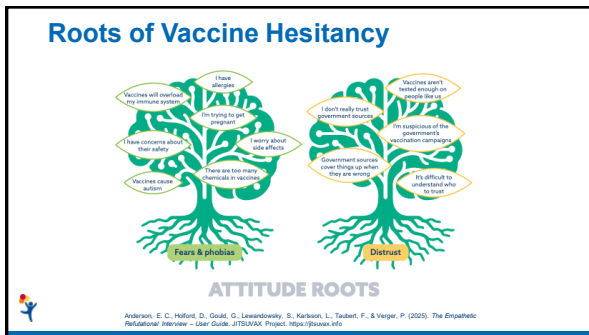 Roots of Vaccine Hesitancy
I have
allergies
Vaccines will overload
my immune system
I'm trying to get
pregnant
I have concerns about
their safety
I worry about
side effects
There are too many
chemicals in vaccines
Vaccines cause
autism
Fears & phobias
Vaccines aren't
tested enough on
people like us
I don't really trust
government sources
I'm suspicious of the
government's
vaccination campaigns
Government sources
cover things up when
they are wrong
It's difficult to
understand who
to trust
Distrust
ATTITUDE ROOTS
Anderson, E. C., Holford, D., Gould, G., Lewandowsky, S., Karlsson, L., Taubert, F., & Verger, P. (2025). The Empathetic
Refutational Interview – User Guide. JITSUVAX Project. https://jitsuvax.info